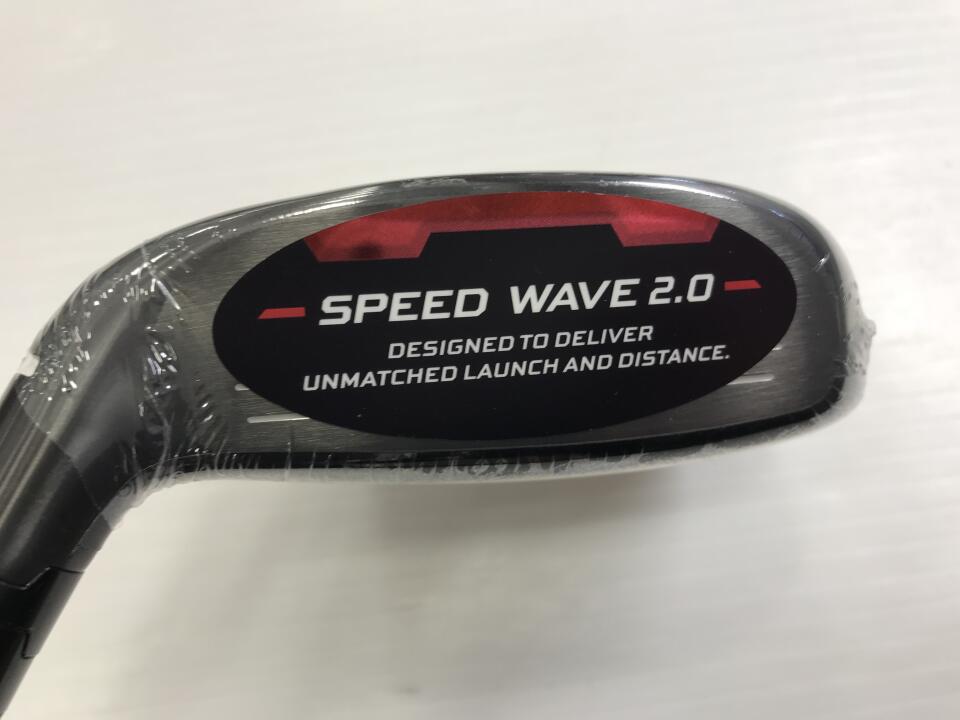 SPEED WAVE 2.0
DESIGNED TO DELIVER
UNMATCHED LAUNCH AND DISTANCE.